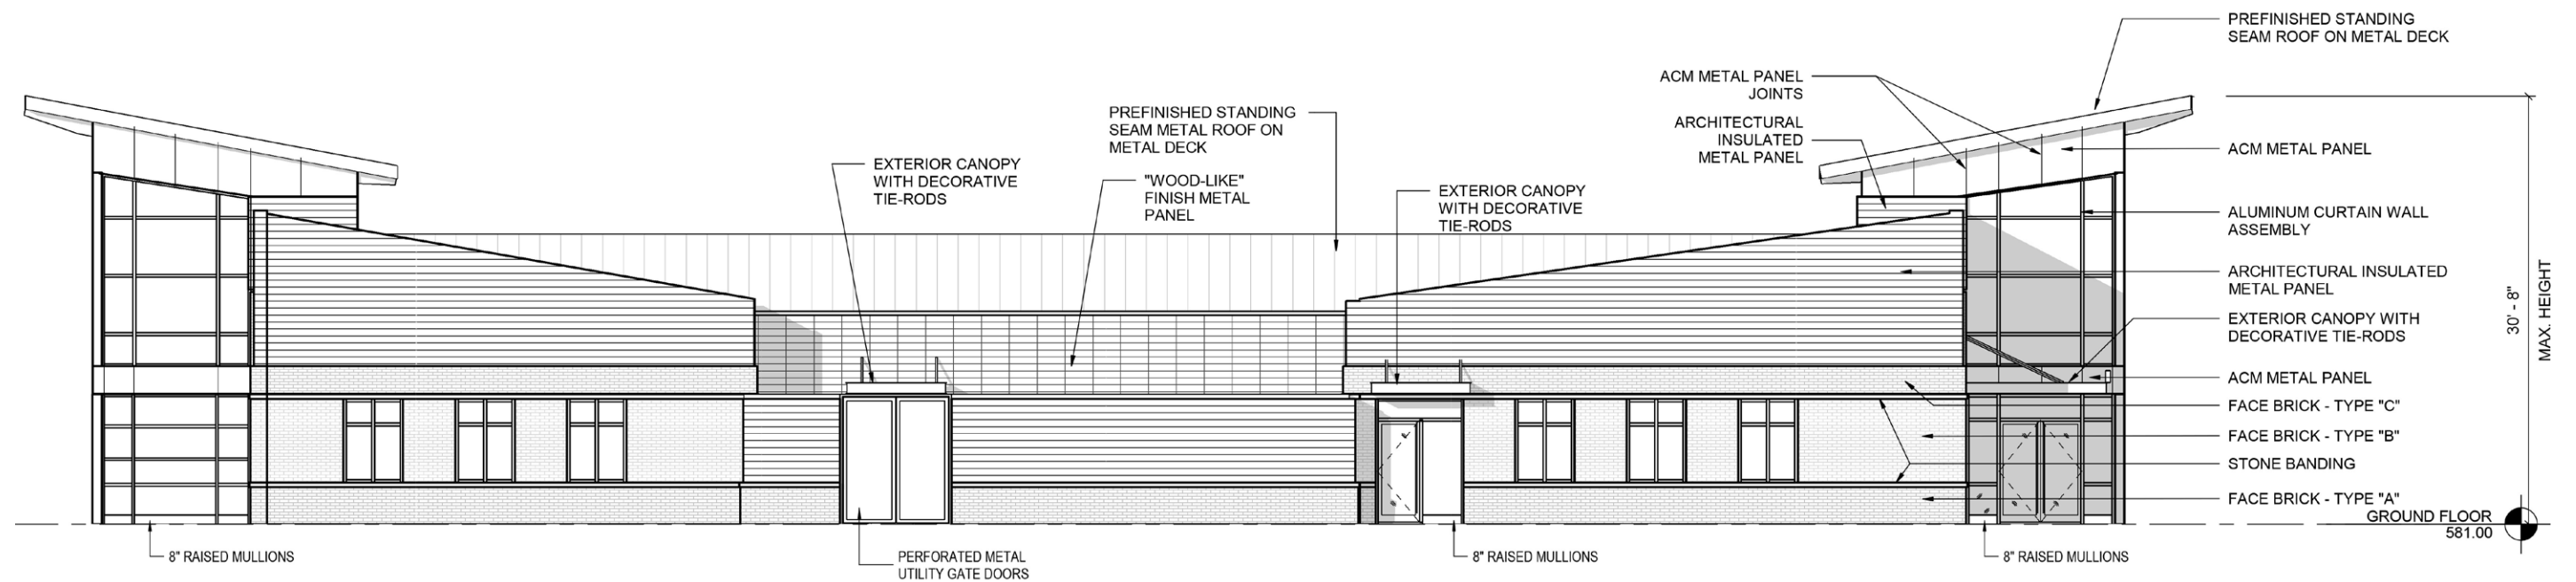 PREFINISHED STANDING
SEAM ROOF ON METAL DECK
ACM METAL PANEL
JOINTS
PREFINISHED STANDING
SEAM METAL ROOF ON
METAL DECK
ARCHITECTURAL
INSULATED
METAL PANEL
ACM METAL PANEL
EXTERIOR CANOPY
WITH DECORATIVE
TIE-RODS
"WOOD-LIKE"
FINISH METAL
PANEL
EXTERIOR CANOPY
WITH DECORATIVE
TIE-RODS
ALUMINUM CURTAIN WALL
ASSEMBLY
ARCHITECTURAL INSULATED
METAL PANEL
30' - 8"
MAX. HEIGHT
EXTERIOR CANOPY WITH
DECORATIVE TIE-RODS
ACM METAL PANEL
FACE BRICK - TYPE "C"
FACE BRICK - TYPE "B"
STONE BANDING
FACE BRICK - TYPE "A"
GROUND FLOOR
581.00
8" RAISED MULLIONS
PERFORATED METAL
UTILITY GATE DOORS
8" RAISED MULLIONS
8" RAISED MULLIONS